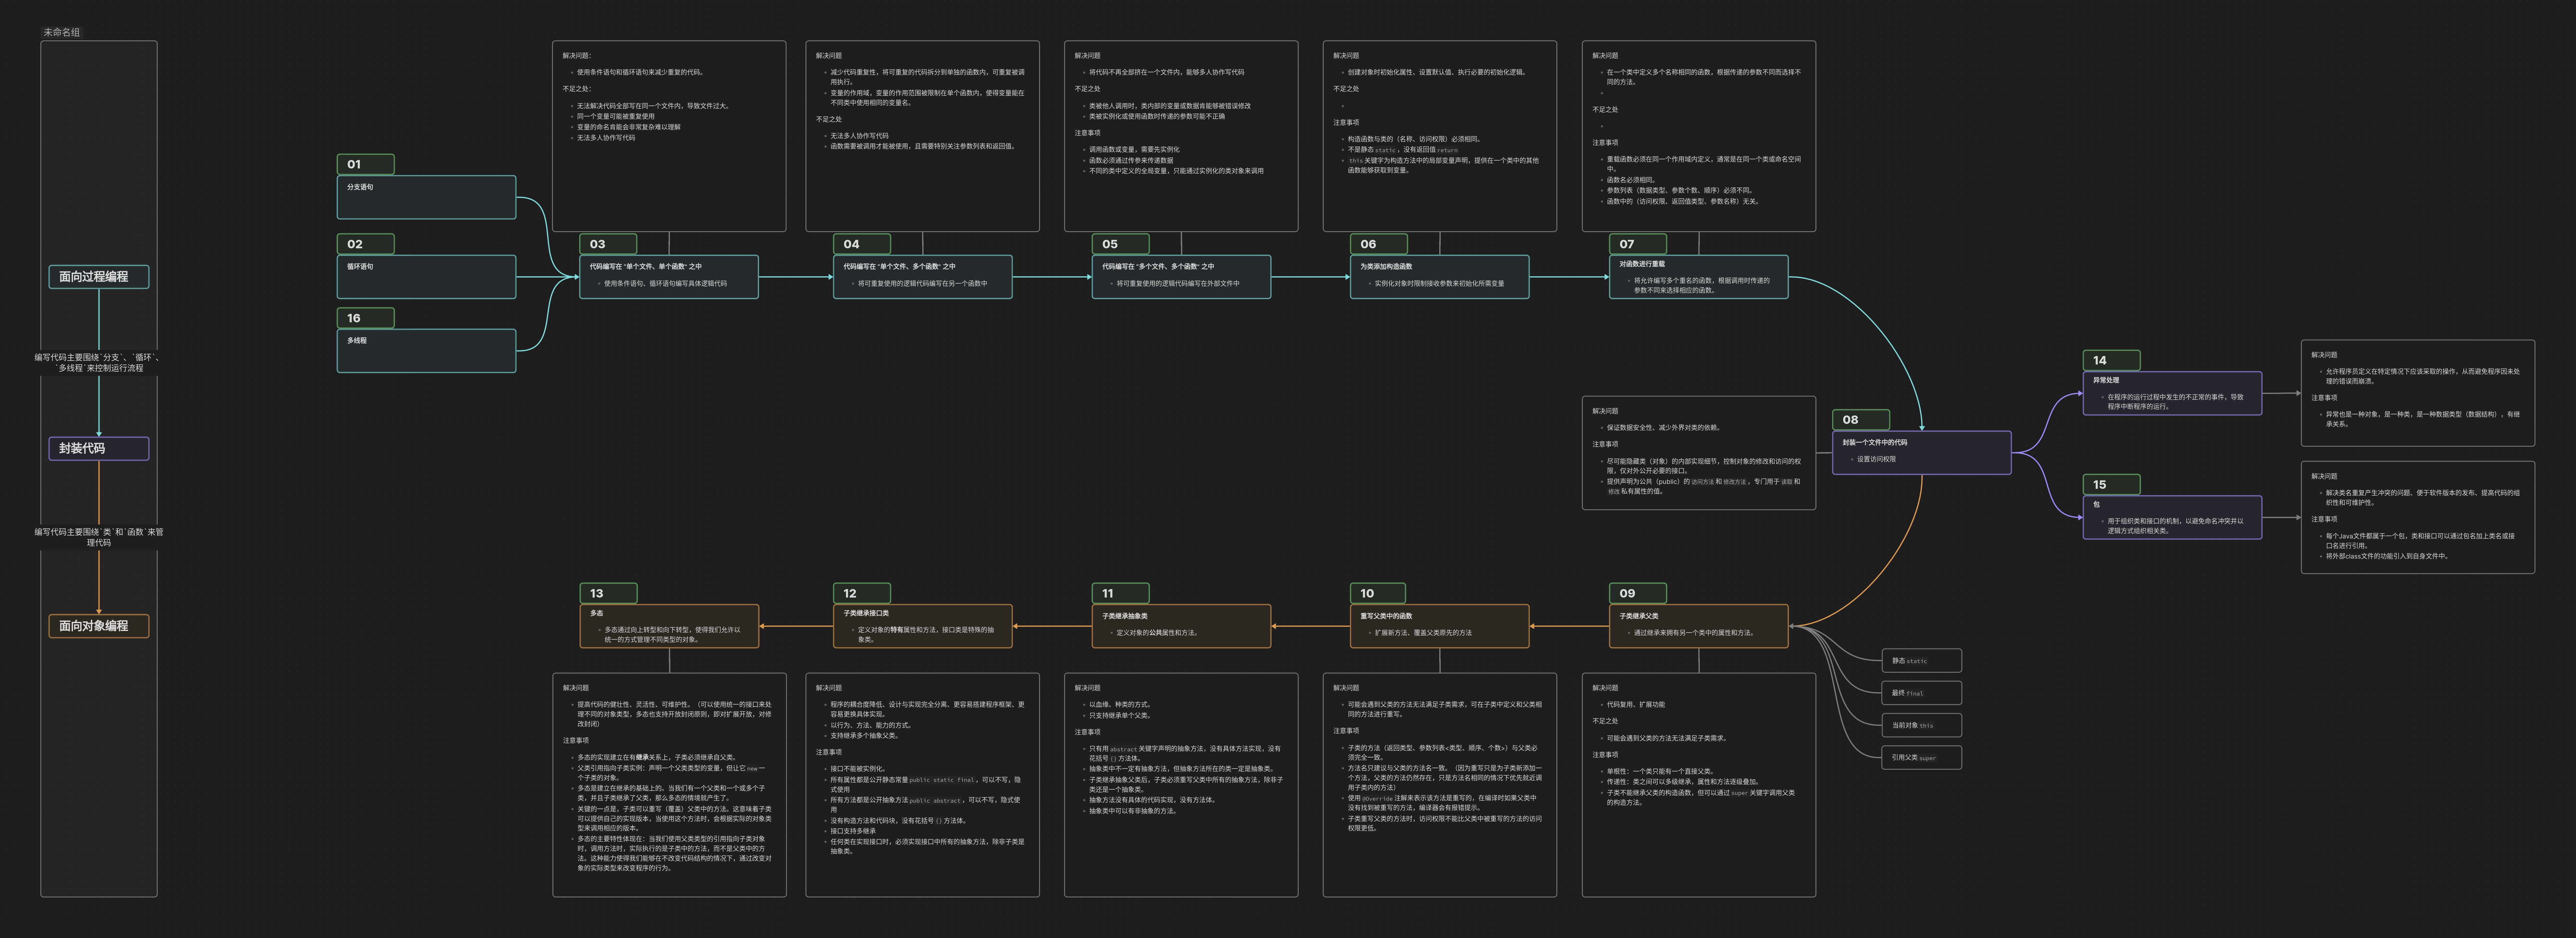 未命名组
面向过程编程
编写代码主要围绕`分支`、`循环`、
`多线程`来控制运行流程
封装代码
编写代码主要围绕`类`和`函数`来管
理代码
面向对象编程
01
分支语句
02
循环语句
16
多线程
解决问题：
使用条件语句和循环语句来减少重复的代码。
不足之处：
无法解决代码全部写在同一个文件内，导致文件过大。
同一个变量可能被重复使用
变量的命名肯能会非常复杂难以理解
无法多人协作写代码
03
代码编写在 "单个文件、单个函数" 之中
使用条件语句、循环语句编写具体逻辑代码
解决问题
减少代码重复性，将可重复的代码拆分到单独的函数内，可重复被调
用执行。
变量的作用域，变量的作用范围被限制在单个函数内，使得变量能在
不同类中使用相同的变量名。
不足之处
无法多人协作写代码
函数需要被调用才能被使用，且需要特别关注参数列表和返回值。
04
代码编写在 "单个文件、多个函数" 之中
将可重复使用的逻辑代码编写在另一个函数中
解决问题
将代码不再全部挤在一个文件内，能够多人协作写代码
不足之处
类被他人调用时，类内部的变量或数据肯能够被错误修改
类被实例化或使用函数时传递的参数可能不正确
注意事项
调用函数或变量，需要先实例化
函数必须通过传参来传递数据
不同的类中定义的全局变量，只能通过实例化的类对象来调用
05
代码编写在 "多个文件、多个函数" 之中
将可重复使用的逻辑代码编写在外部文件中
解决问题
创建对象时初始化属性、设置默认值、执行必要的初始化逻辑。
不足之处
注意事项
构造函数与类的（名称、访问权限）必须相同。
不是静态 static ，没有返回值 return
this 关键字为构造方法中的局部变量声明，提供在一个类中的其他
函数能够获取到变量。
06
为类添加构造函数
实例化对象时限制接收参数来初始化所需变量
解决问题
在一个类中定义多个名称相同的函数，根据传递的参数不同而选择不
同的方法。
不足之处
注意事项
重载函数必须在同一个作用域内定义，通常是在同一个类或命名空间
中。
函数名必须相同。
参数列表（数据类型、参数个数、顺序）必须不同。
函数中的（访问权限、返回值类型、参数名称）无关。
07
对函数进行重载
将允许编写多个重名的函数，根据调用时传递的
参数不同来选择相应的函数。
解决问题
保证数据安全性、减少外界对类的依赖。
注意事项
尽可能隐藏类（对象）的内部实现细节，控制对象的修改和访问的权
限，仅对外公开必要的接口。
提供声明为公共（public）的 访问方法 和 修改方法 ，专门用于 读取 和
修改 私有属性的值。
08
封装一个文件中的代码
设置访问权限
14
异常处理
在程序的运行过程中发生的不正常的事件，导致
程序中断程序的运行。
解决问题
允许程序员定义在特定情况下应该采取的操作，从而避免程序因未处
理的错误而崩溃。
注意事项
异常也是一种对象，是一种类，是一种数据类型（数据结构），有继
承关系。
15
包
用于组织类和接口的机制，以避免命名冲突并以
逻辑方式组织相关类。
解决问题
解决类名重复产生冲突的问题、便于软件版本的发布、提高代码的组
织性和可维护性。
注意事项
每个Java文件都属于一个包，类和接口可以通过包名加上类名或接
口名进行引用。
将外部class文件的功能引入到自身文件中。
13
多态
多态通过向上转型和向下转型，使得我们允许以
统一的方式管理不同类型的对象。
12
子类继承接口类
定义对象的特有属性和方法，接口类是特殊的抽
象类。
11
子类继承抽象类
定义对象的公共属性和方法。
10
重写父类中的函数
扩展新方法、覆盖父类原先的方法
09
子类继承父类
通过继承来拥有另一个类中的属性和方法。
静态 static
最终 final
当前对象 this
引用父类 super
解决问题
提高代码的健壮性、灵活性、可维护性。（可以使用统一的接口来处
理不同的对象类型，多态也支持开放封闭原则，即对扩展开放，对修
改封闭）
注意事项
多态的实现建立在有继承关系上，子类必须继承自父类。
父类引用指向子类实例：声明一个父类类型的变量，但让它 new 一
个子类的对象。
多态是建立在继承的基础上的。当我们有一个父类和一个或多个子
类，并且子类继承了父类，那么多态的情境就产生了。
关键的一点是，子类可以重写（覆盖）父类中的方法。这意味着子类
可以提供自己的实现版本，当使用这个方法时，会根据实际的对象类
型来调用相应的版本。
多态的主要特性体现在：当我们使用父类类型的引用指向子类对象
时，调用方法时，实际执行的是子类中的方法，而不是父类中的方
法。这种能力使得我们能够在不改变代码结构的情况下，通过改变对
象的实际类型来改变程序的行为。
解决问题
程序的耦合度降低、设计与实现完全分离、更容易搭建程序框架、更
容易更换具体实现。
以行为、方法、能力的方式。
支持继承多个抽象父类。
注意事项
接口不能被实例化。
所有属性都是公开静态常量 public static final ，可以不写，隐
式使用
所有方法都是公开抽象方法 public abstract ，可以不写，隐式使
用
没有构造方法和代码块，没有花括号 {} 方法体。
接口支持多继承
任何类在实现接口时，必须实现接口中所有的抽象方法，除非子类是
抽象类。
解决问题
以血缘、种类的方式。
只支持继承单个父类。
注意事项
只有用 abstract 关键字声明的抽象方法，没有具体方法实现，没有
花括号 {} 方法体。
抽象类中不一定有抽象方法，但抽象方法所在的类一定是抽象类。
子类继承抽象父类后，子类必须重写父类中所有的抽象方法，除非子
类还是一个抽象类。
抽象方法没有具体的代码实现，没有方法体。
抽象类中可以有非抽象的方法。
解决问题
可能会遇到父类的方法无法满足子类需求，可在子类中定义和父类相
同的方法进行重写。
注意事项
子类的方法（返回类型、参数列表<类型、顺序、个数>）与父类必
须完全一致。
方法名只建议与父类的方法名一致。（因为重写只是为子类新添加一
个方法，父类的方法仍然存在，只是方法名相同的情况下优先就近调
用子类内的方法）
使用 @Override 注解来表示该方法是重写的，在编译时如果父类中
没有找到被重写的方法，编译器会有报错提示。
子类重写父类的方法时，访问权限不能比父类中被重写的方法的访问
权限更低。
解决问题
代码复用、扩展功能
不足之处
可能会遇到父类的方法无法满足子类需求。
注意事项
单根性：一个类只能有一个直接父类。
传递性：类之间可以多级继承，属性和方法逐级叠加。
子类不能继承父类的构造函数，但可以通过 super 关键字调用父类
的构造方法。